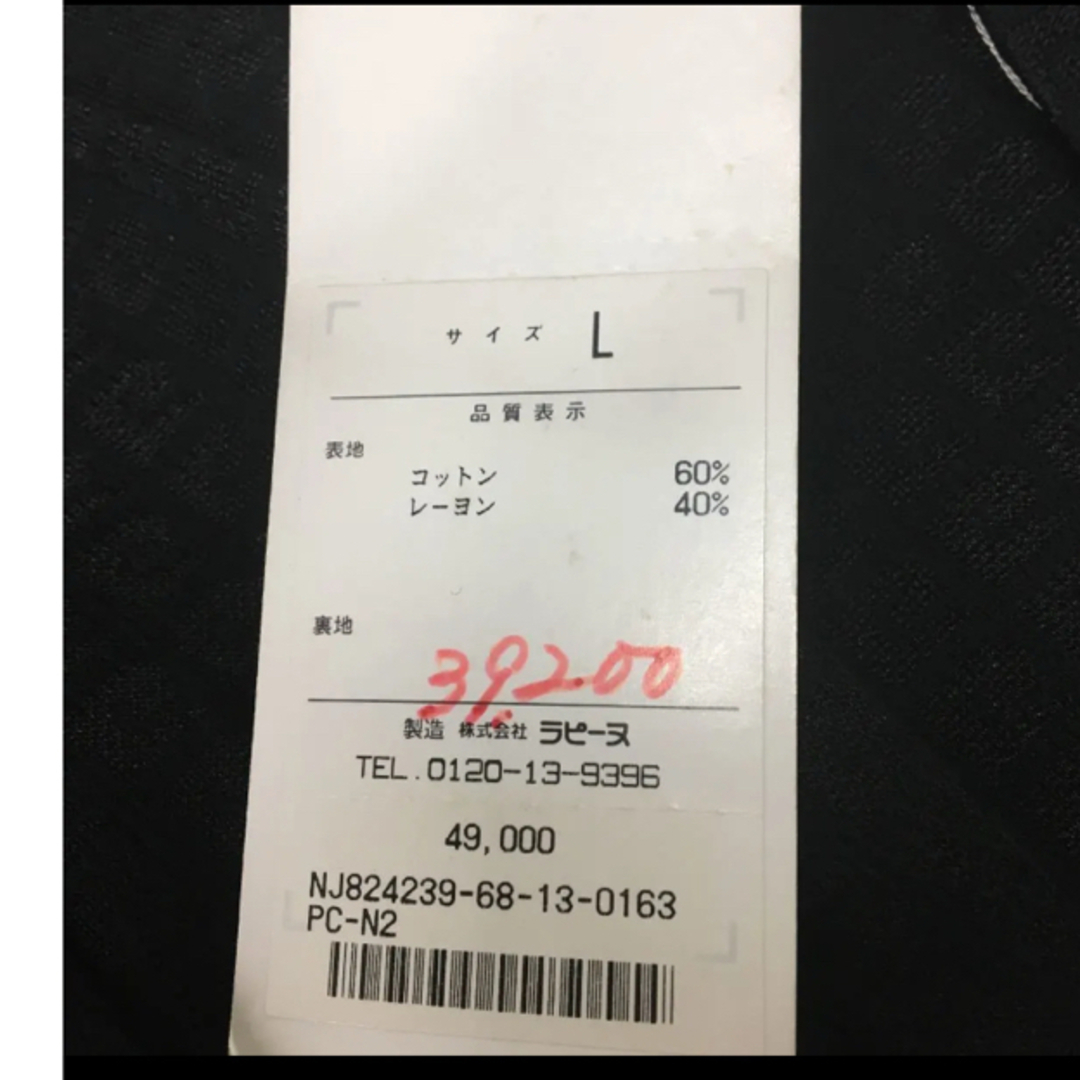 サイズ L
品質表示
表地
コットン 60%
レーヨン 40%
裏地
39,200
製造 株式会社 ラピーヌ
TEL.0120-13-9396
49,000
NJ824239-68-13-0163
PC-N2